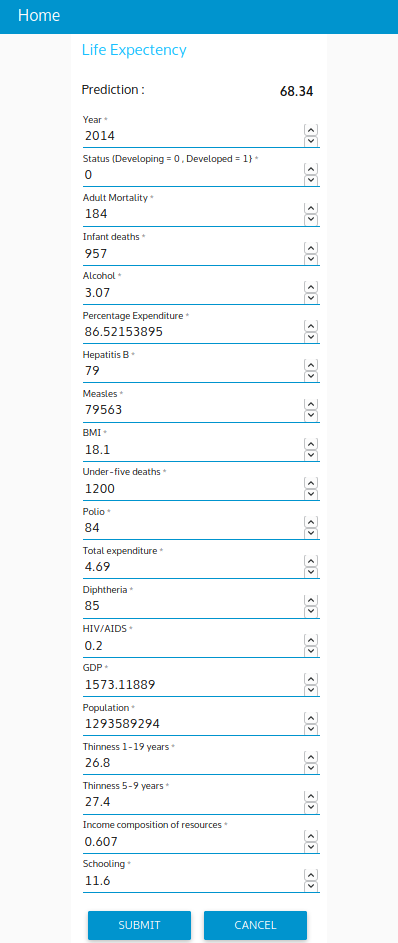 Home
Life Expectency
Prediction : 68.34
Year *
2014
Status (Developing = 0 , Developed = 1) *
0
Adult Mortality *
184
Infant deaths *
957
Alcohol *
3.07
Percentage Expenditure *
86.52153895
Hepatitis B *
79
Measles *
79563
BMI *
18.1
Under-five deaths *
1200
Polio *
84
Total expenditure *
4.69
Diphtheria *
85
HIV/AIDS *
0.2
GDP *
1573.11889
Population *
1293589294
Thinness 1-19 years *
26.8
Thinness 5-9 years *
27.4
Income composition of resources *
0.607
Schooling *
11.6
SUBMIT CANCEL